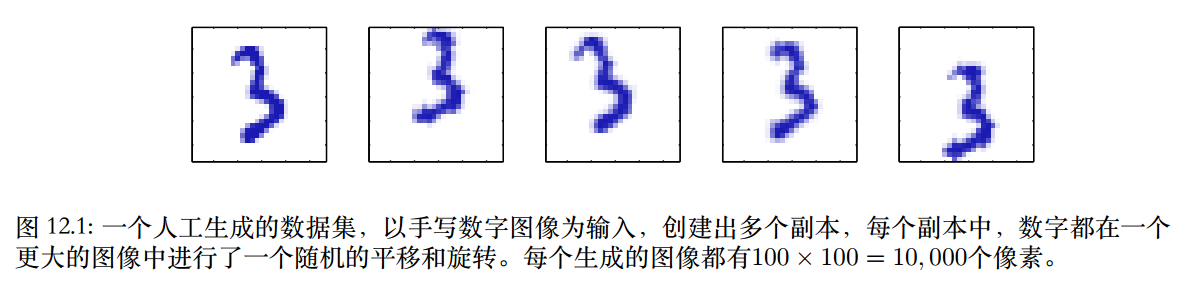 图 12.1: 一个人工生成的数据集，以手写数字图像为输入，创建出多个副本，每个副本中，数字都在一个
更大的图像中进行了一个随机的平移和旋转。每个生成的图像都有100 × 100 = 10, 000个像素。